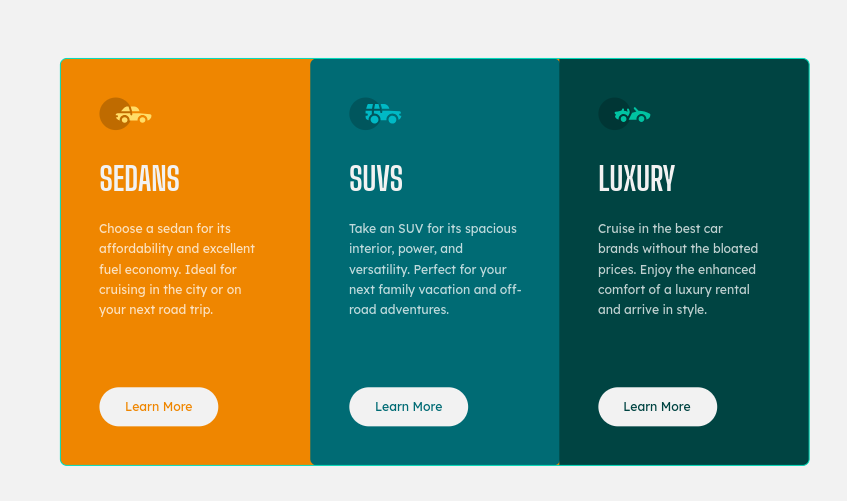 SEDANS
Choose a sedan for its
affordability and excellent
fuel economy. Ideal for
cruising in the city or on
your next road trip.
Learn More
SUVS
Take an SUV for its spacious
interior, power, and
versatility. Perfect for your
next family vacation and off-
road adventures.
Learn More
LUXURY
Cruise in the best car
brands without the bloated
prices. Enjoy the enhanced
comfort of a luxury rental
and arrive in style.
Learn More